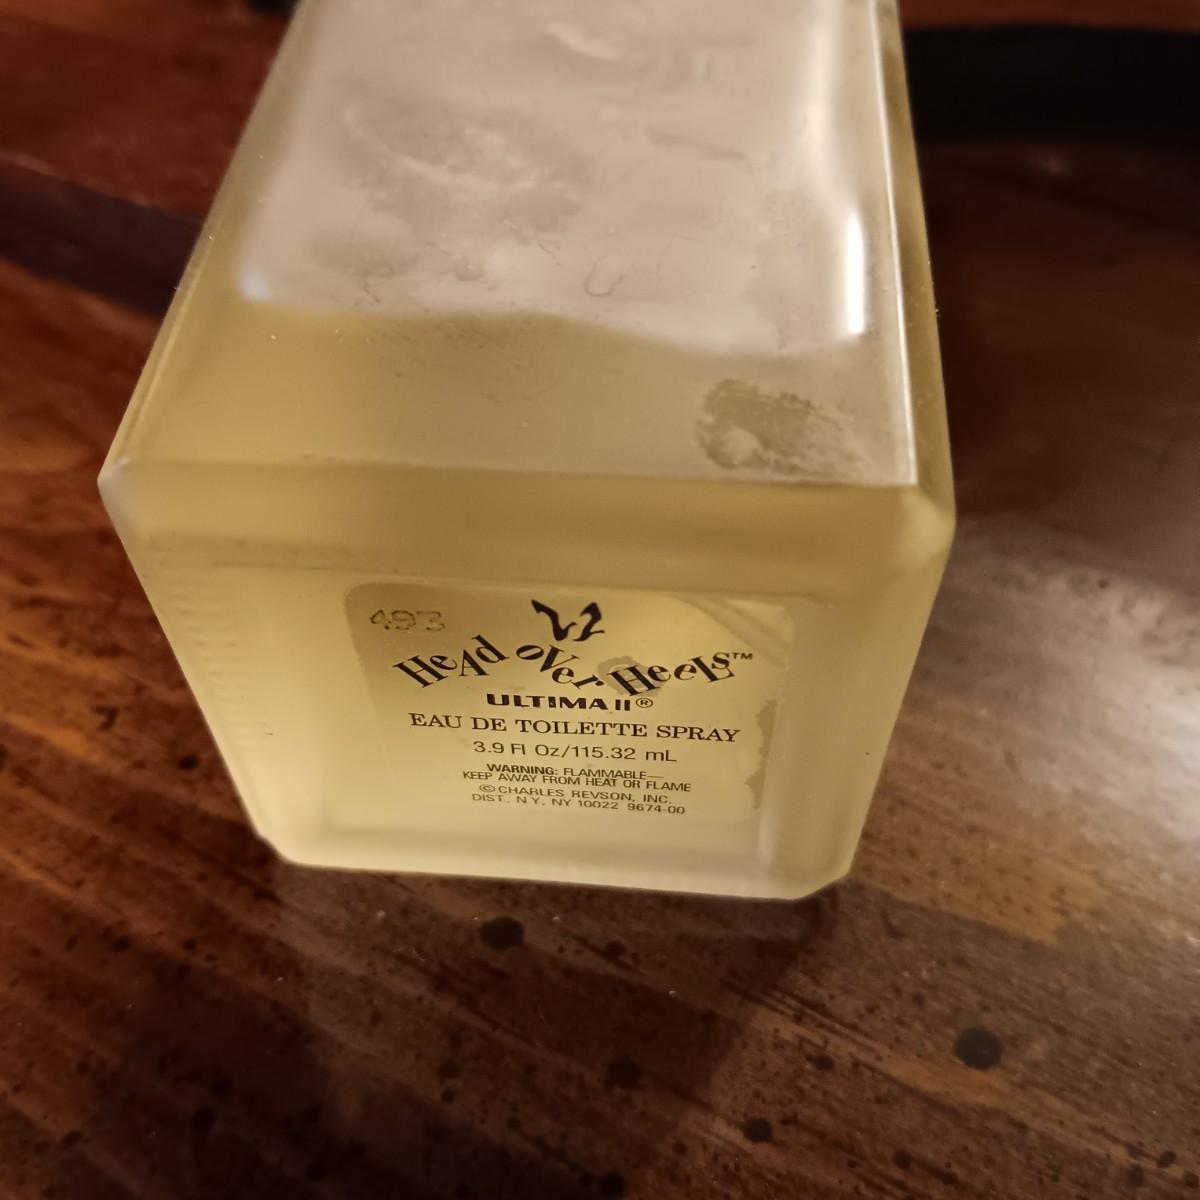 493
Head over Heels™
ULTIMA II®
EAU DE TOILETTE SPRAY
3.9 Fl Oz/115.32 mL
WARNING: FLAMMABLE—
KEEP AWAY FROM HEAT OR FLAME
©CHARLES REVSON, INC.
DIST., N.Y., NY 10022 9674-00